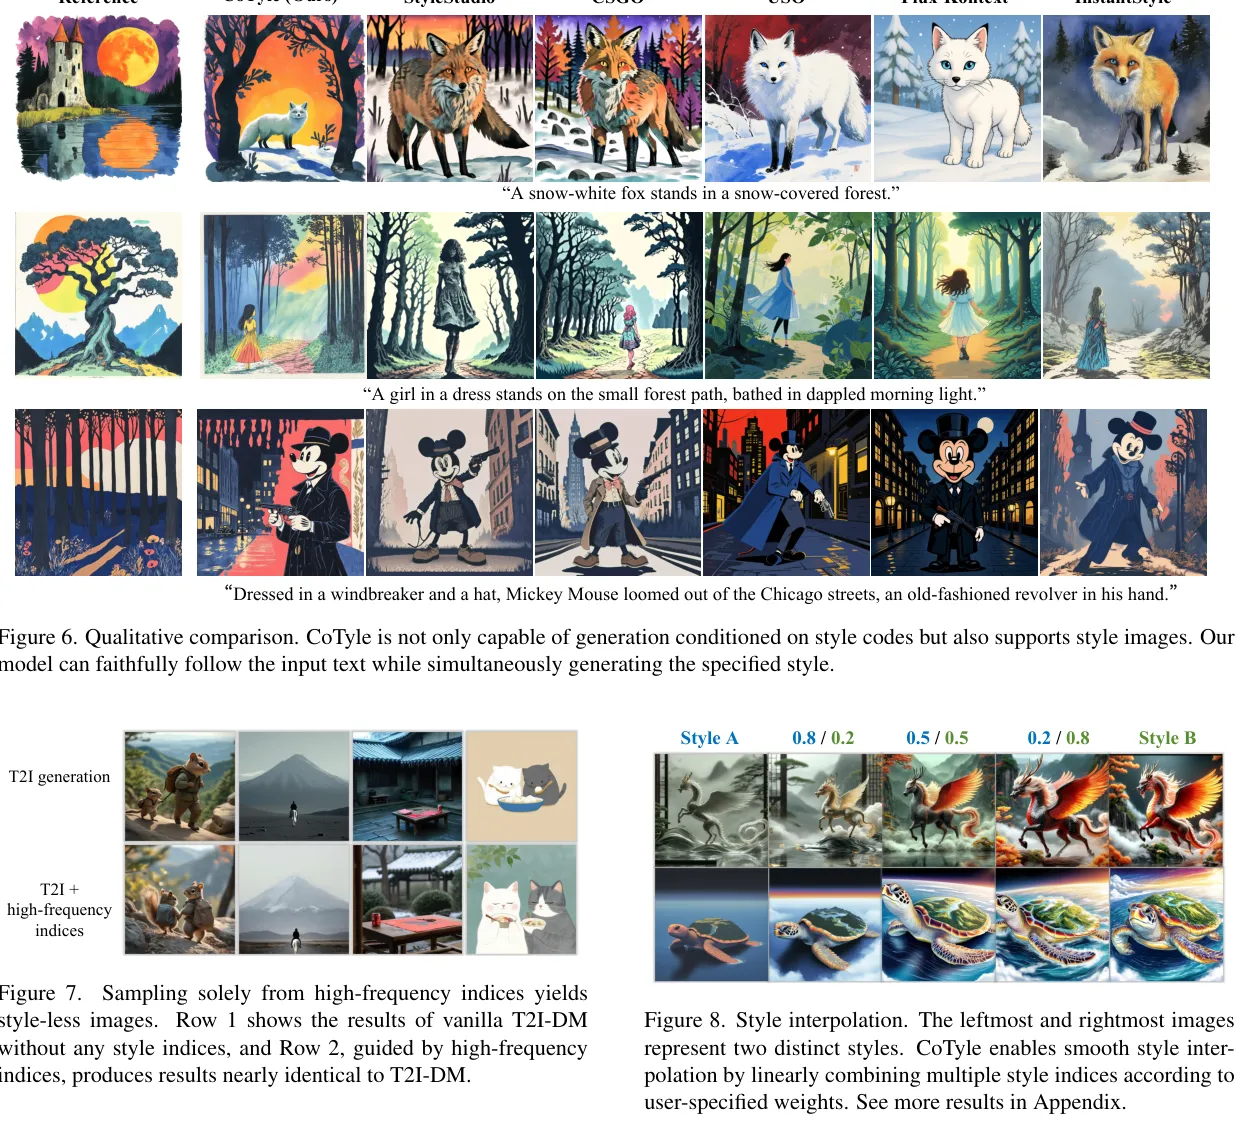 Reference CoTyle (Ours) StyleStudio CSGO USO Flux-Kontext InstantStyle
“A snow-white fox stands in a snow-covered forest.”
“A girl in a dress stands on the small forest path, bathed in dappled morning light.”
“Dressed in a windbreaker and a hat, Mickey Mouse loomed out of the Chicago streets, an old-fashioned revolver in his hand.”
Figure 6. Qualitative comparison. CoTyle is not only capable of generation conditioned on style codes but also supports style images. Our
model can faithfully follow the input text while simultaneously generating the specified style.
T2I generation
T2I +
high-frequency
indices
Figure 7. Sampling solely from high-frequency indices yields
style-less images. Row 1 shows the results of vanilla T2I-DM
without any style indices, and Row 2, guided by high-frequency
indices, produces results nearly identical to T2I-DM.
Style A 0.8 / 0.2 0.5 / 0.5 0.2 / 0.8 Style B
Figure 8. Style interpolation. The leftmost and rightmost images
represent two distinct styles. CoTyle enables smooth style inter-
polation by linearly combining multiple style indices according to
user-specified weights. See more results in Appendix.